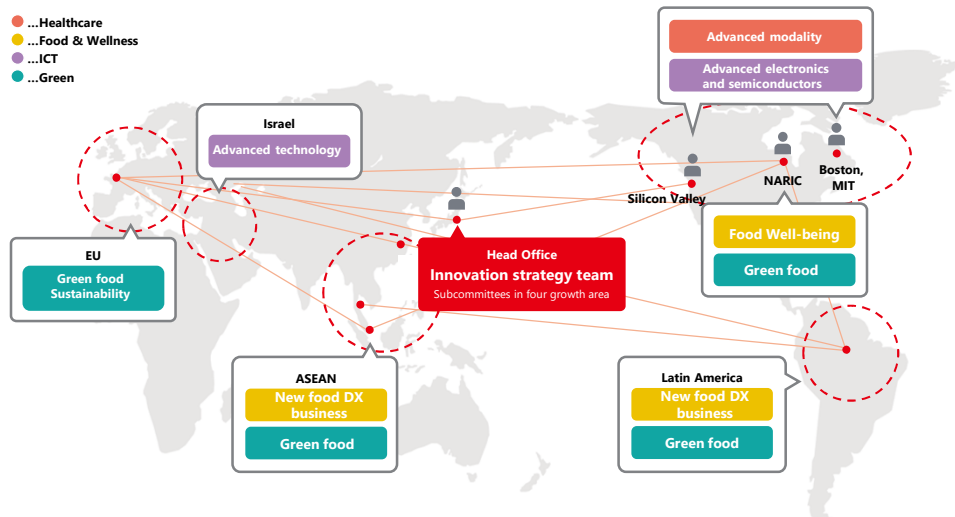 ...Healthcare
...Food & Wellness
...ICT
...Green
Advanced modality
Advanced electronics
and semiconductors
Israel
Advanced technology
Boston,
MIT
NARIC
Silicon Valley
EU
Green food
Sustainability
Head Office
Innovation strategy team
Subcommittees in four growth area
Food Well-being
Green food
ASEAN
New food DX
business
Green food
Latin America
New food DX
business
Green food